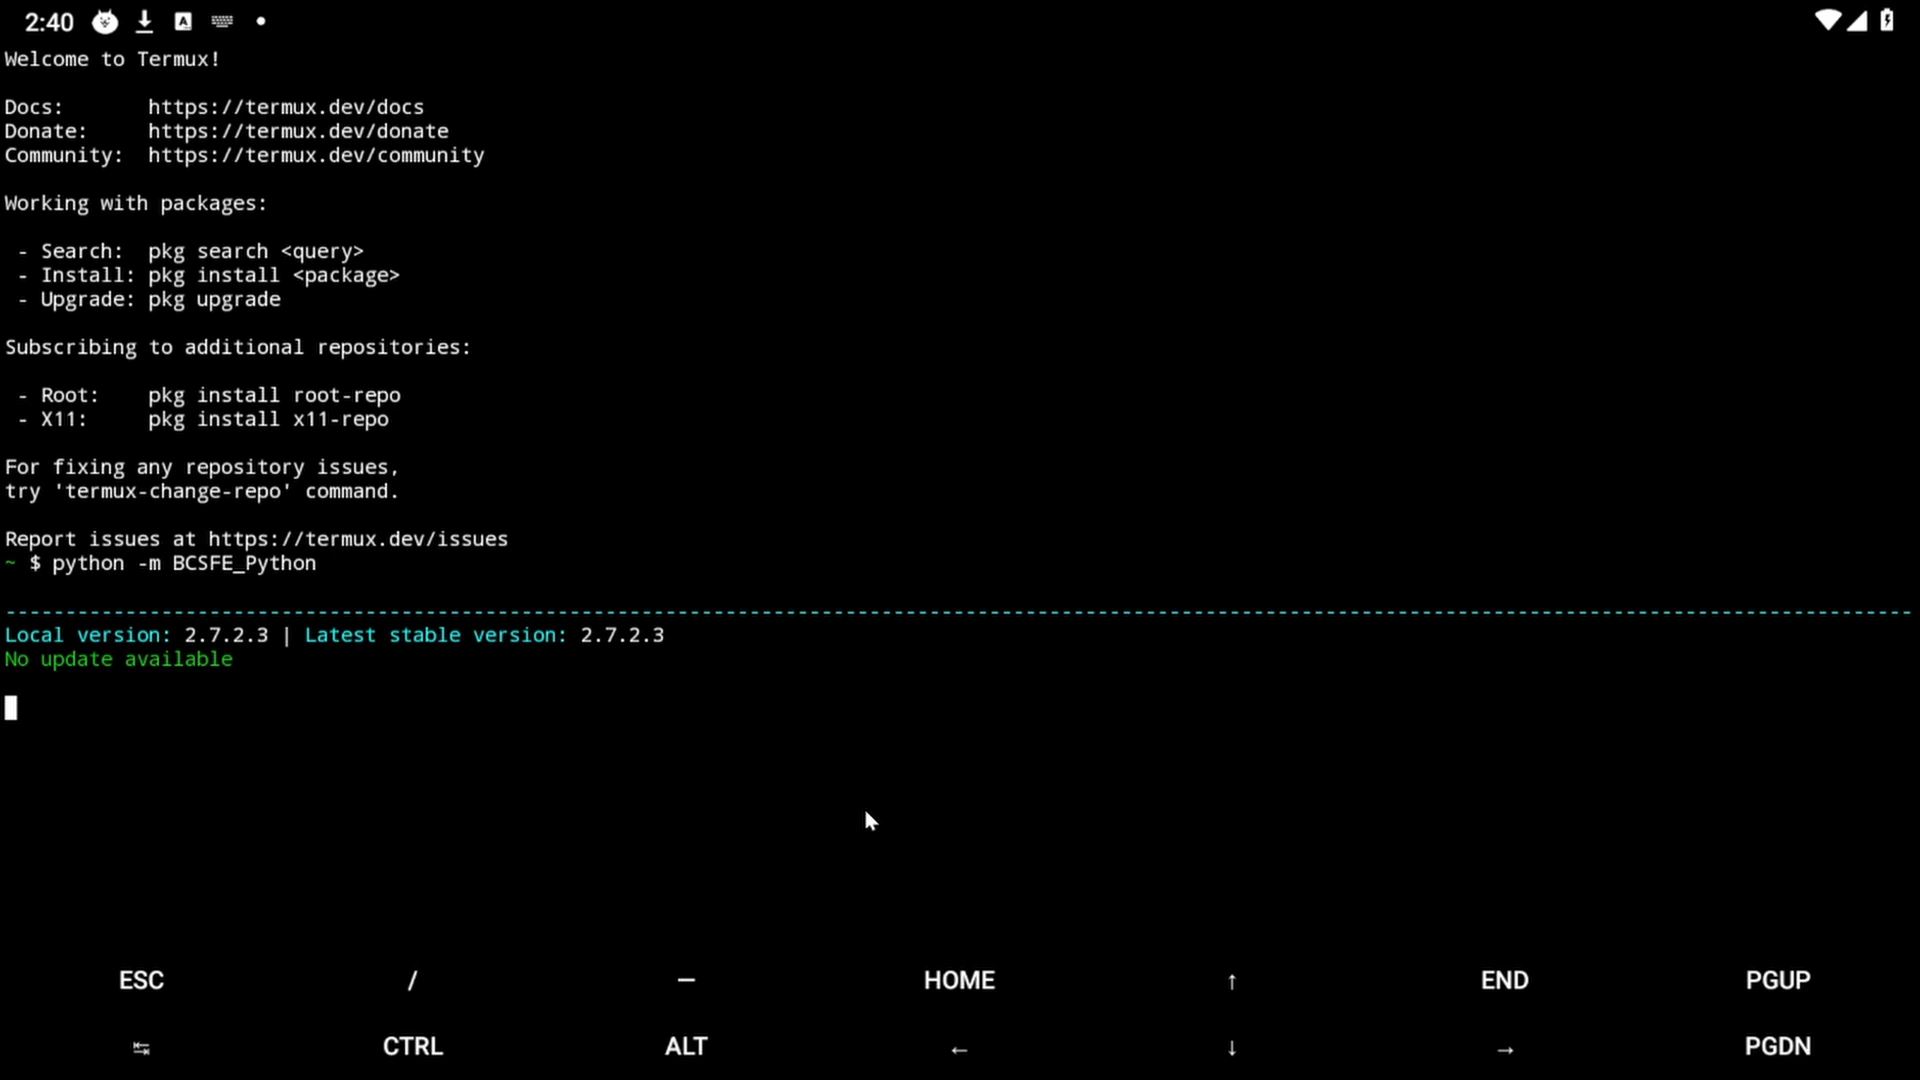 2:40
Welcome to Termux!
Docs:       https://termux.dev/docs
Donate:     https://termux.dev/donate
Community:  https://termux.dev/community
Working with packages:
 - Search:  pkg search <query>
 - Install: pkg install <package>
 - Upgrade: pkg upgrade
Subscribing to additional repositories:
 - Root:    pkg install root-repo
 - X11:     pkg install x11-repo
For fixing any repository issues,
try 'termux-change-repo' command.
Report issues at https://termux.dev/issues
~ $ python -m BCSFE_Python
Local version: 2.7.2.3 | Latest stable version: 2.7.2.3
No update available
ESC / — HOME ↑ END PGUP
↹ CTRL ALT ← ↓ → PGDN